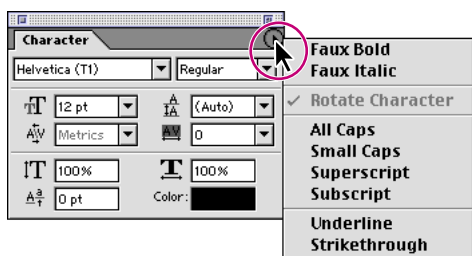 Character
Helvetica (T1) Regular
12 pt (Auto)
Metrics 0
100% 100%
0 pt Color:
Faux Bold
Faux Italic
✓ Rotate Character
All Caps
Small Caps
Superscript
Subscript
Underline
Strikethrough